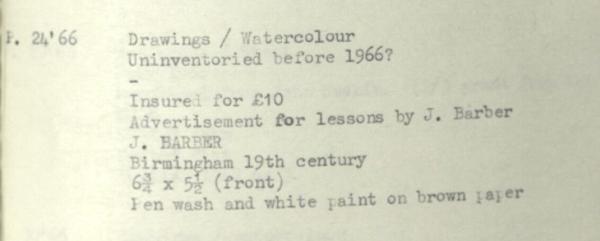 P. 24'66 Drawings / Watercolour
Uninventoried before 1966?
-
Insured for £10
Advertisement for lessons by J. Barber
J. BARBER
Birmingham 19th century
6¾ x 5½ (front)
Pen wash and white paint on brown paper